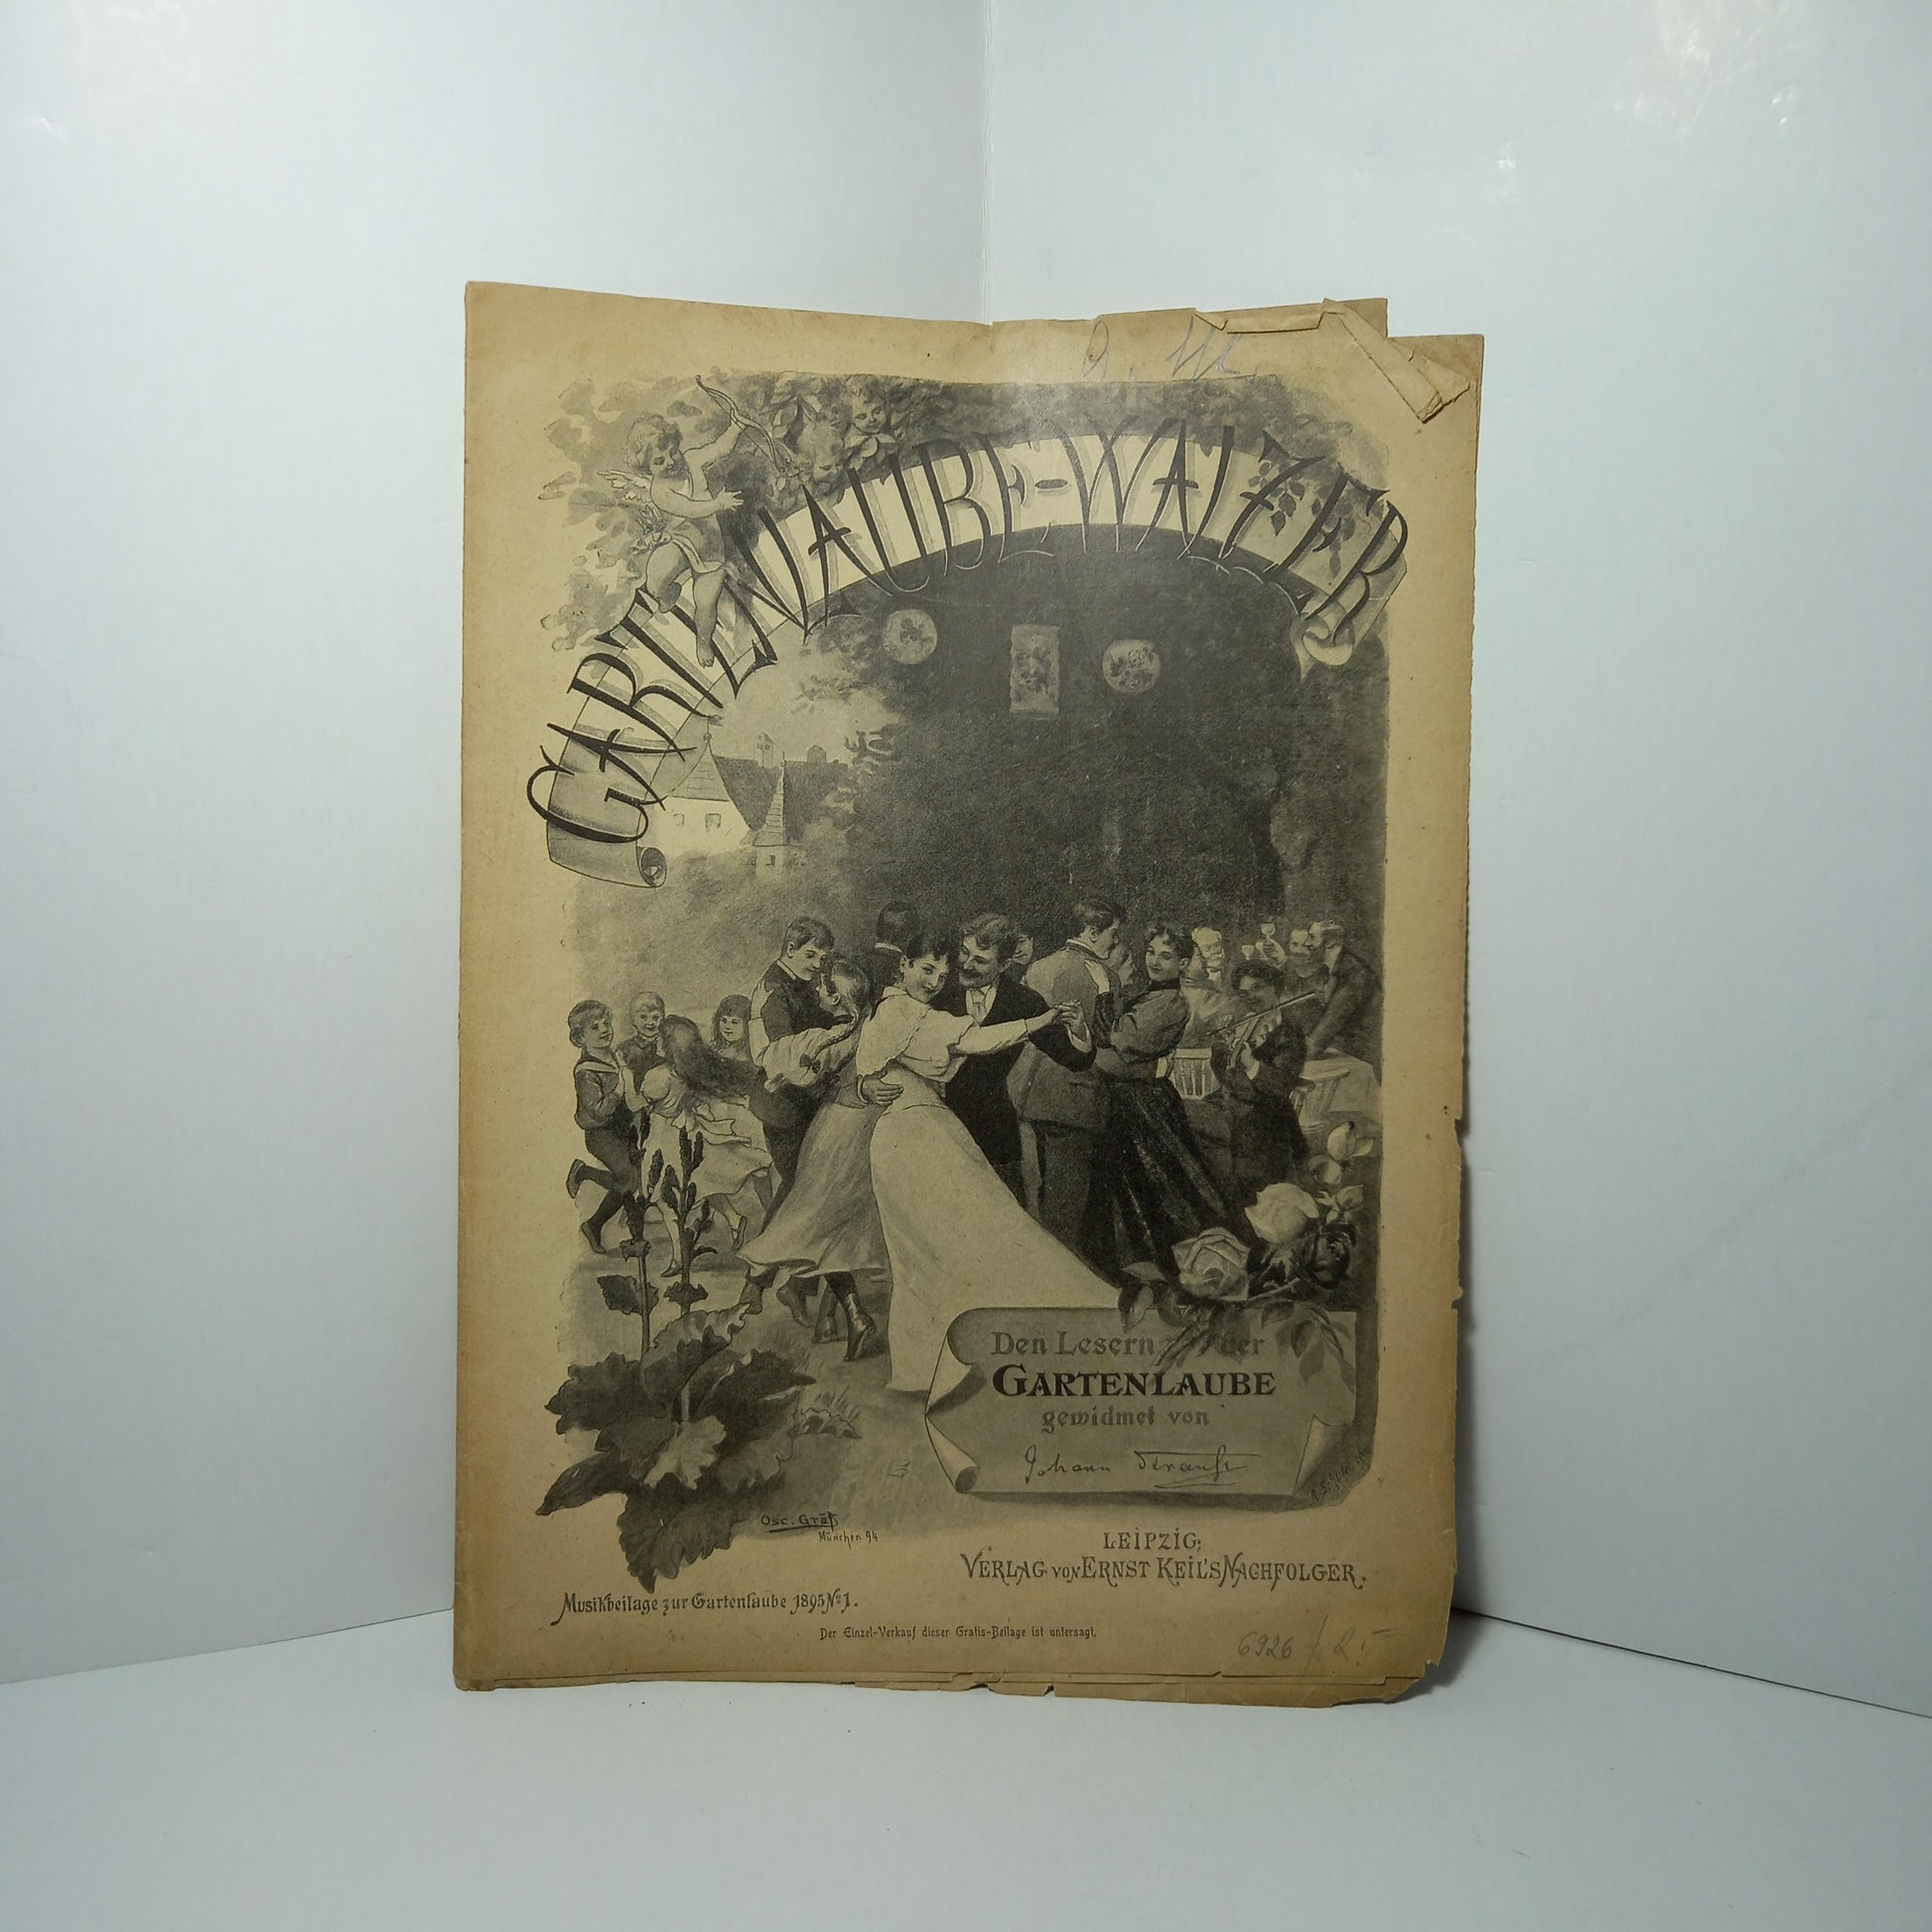 GARTENLAUBE-WALZER
Den Lesern der
GARTENLAUBE
gewidmet von
Johann Strauß
Osc. Gräf
München 94
LEIPZIG;
VERLAG VON ERNST KEIL'S NACHFOLGER.
Musikbeilage zur Gartenlaube 1895 No 1.
Der Einzel-Verkauf dieser Gratis-Beilage ist untersagt.
6926 / 2.-